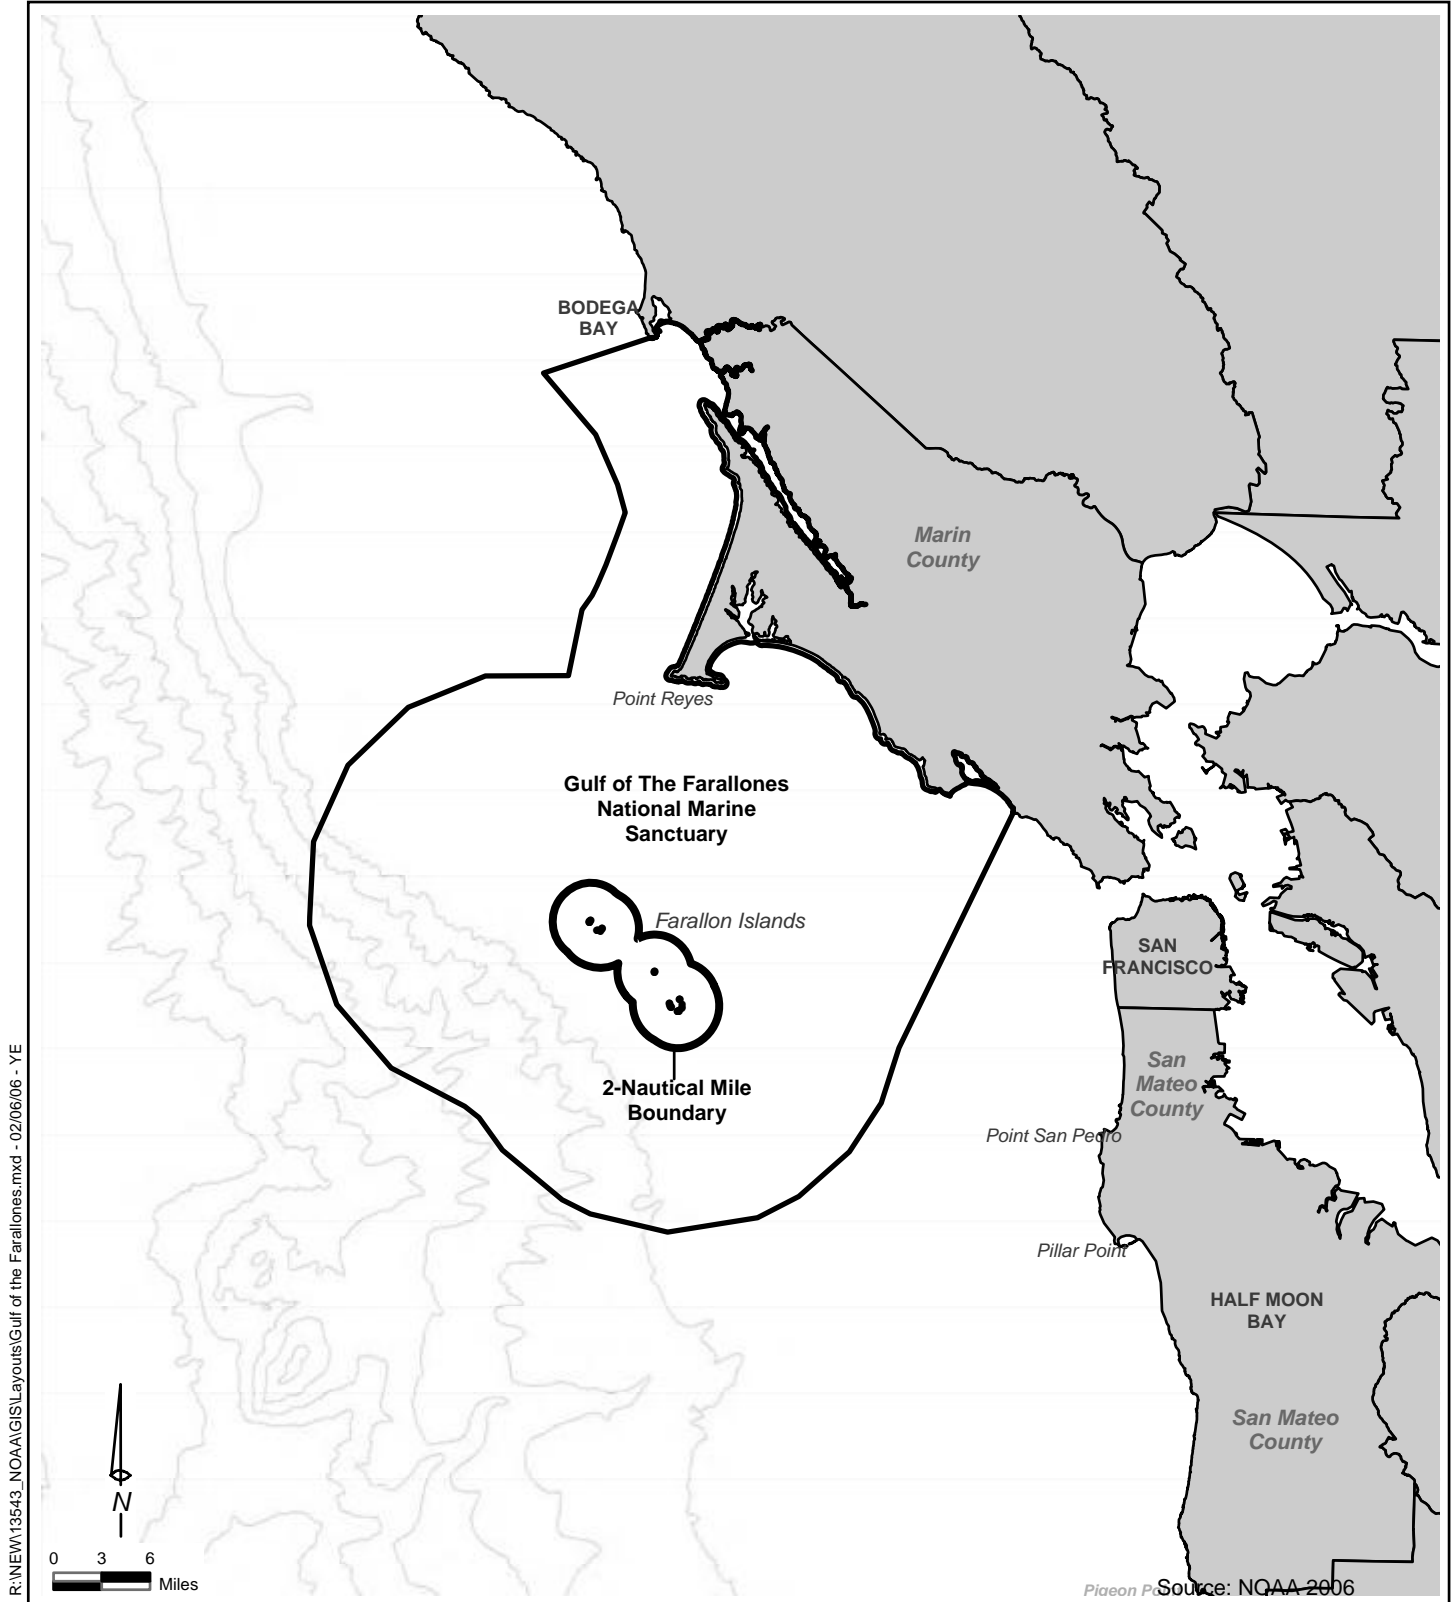 BODEGA
BAY
Marin
County
Point Reyes
Gulf of The Farallones
National Marine
Sanctuary
Farallon Islands
SAN
FRANCISCO
San
Mateo
County
2-Nautical Mile
Boundary
Point San Pedro
Pillar Point
HALF MOON
BAY
San Mateo
County
N
0 3 6
Miles
Pigeon Point
Source: NOAA 2006
R:\NEW\13543_NOAA\GIS\Layouts\Gulf of the Farallones.mxd - 02/06/06 - YE